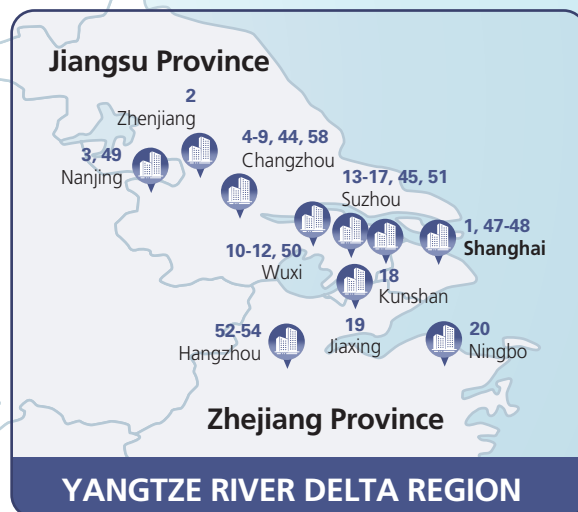 Jiangsu Province
2
Zhenjiang
3, 49
Nanjing
4-9, 44, 58
Changzhou
13-17, 45, 51
Suzhou
1, 47-48
Shanghai
10-12, 50
Wuxi
18
Kunshan
52-54
Hangzhou
19
Jiaxing
20
Ningbo
Zhejiang Province
YANGTZE RIVER DELTA REGION